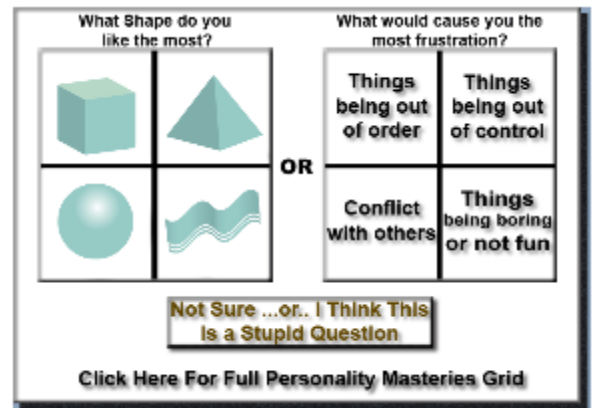 What Shape do you
like the most?
What would cause you the
most frustration?
OR
Things
being out
of order
Things
being out
of control
Conflict
with others
Things
being boring
or not fun
Not Sure ...or.. I Think This
is a Stupid Question
Click Here For Full Personality Masteries Grid